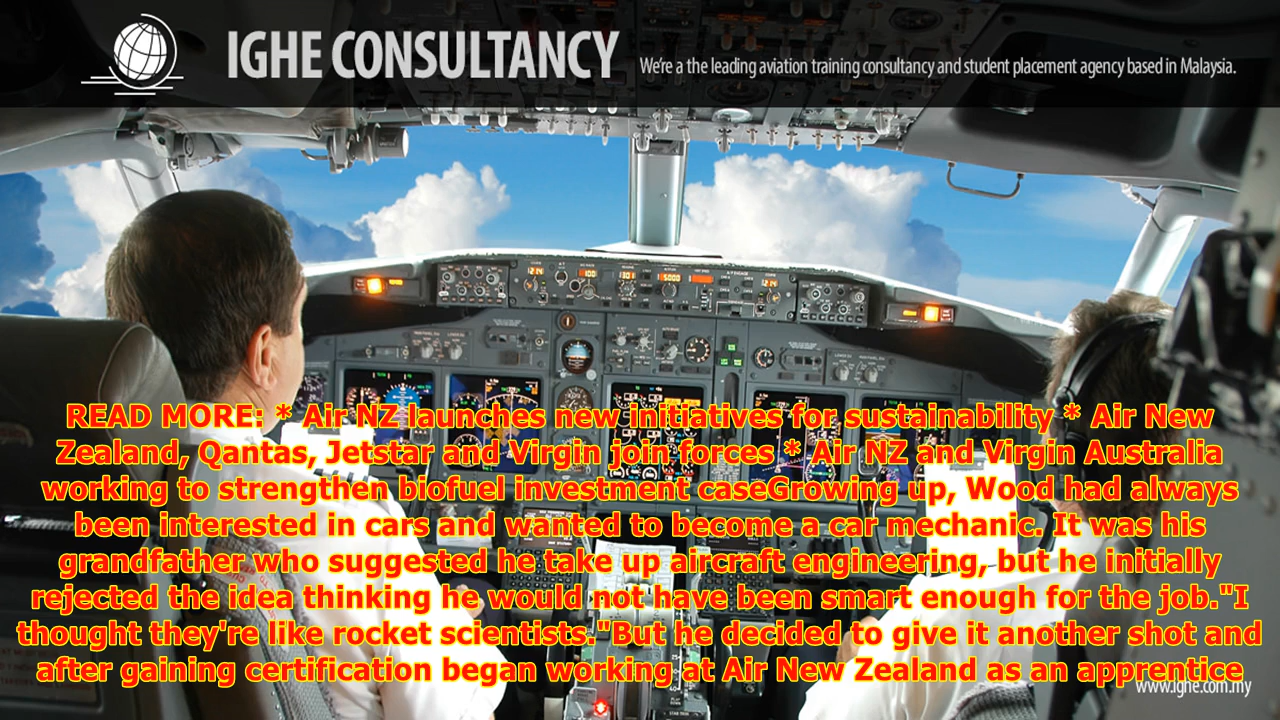 IGHE CONSULTANCY
We're a the leading aviation training consultancy and student placement agency based in Malaysia.
READ MORE: * Air NZ launches new initiatives for sustainability * Air New
Zealand, Qantas, Jetstar and Virgin join forces * Air NZ and Virgin Australia
working to strengthen biofuel investment caseGrowing up, Wood had always
been interested in cars and wanted to become a car mechanic. It was his
grandfather who suggested he take up aircraft engineering, but he initially
rejected the idea thinking he would not have been smart enough for the job."I
thought they're like rocket scientists."But he decided to give it another shot and
after gaining certification began working at Air New Zealand as an apprentice
www.ighe.com.my